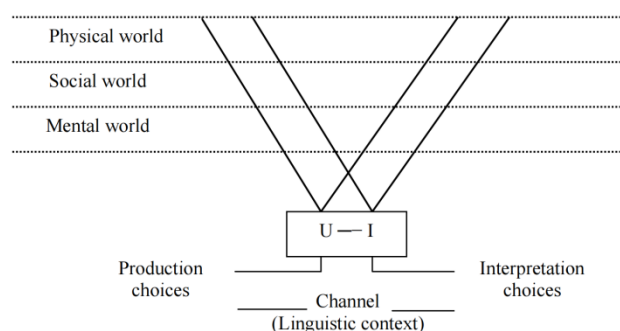 Physical world
Social world
Mental world
U — I
Production
choices
Interpretation
choices
Channel
(Linguistic context)